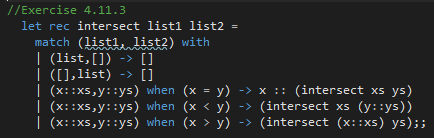 //Exercise 4.11.3
let rec intersect list1 list2 =
match (list1, list2) with
| (list,[]) -> []
| ([],list) -> []
| (x::xs,y::ys) when (x = y) -> x :: (intersect xs ys)
| (x::xs,y::ys) when (x < y) -> (intersect xs (y::ys))
| (x::xs,y::ys) when (x > y) -> (intersect (x::xs) ys);;